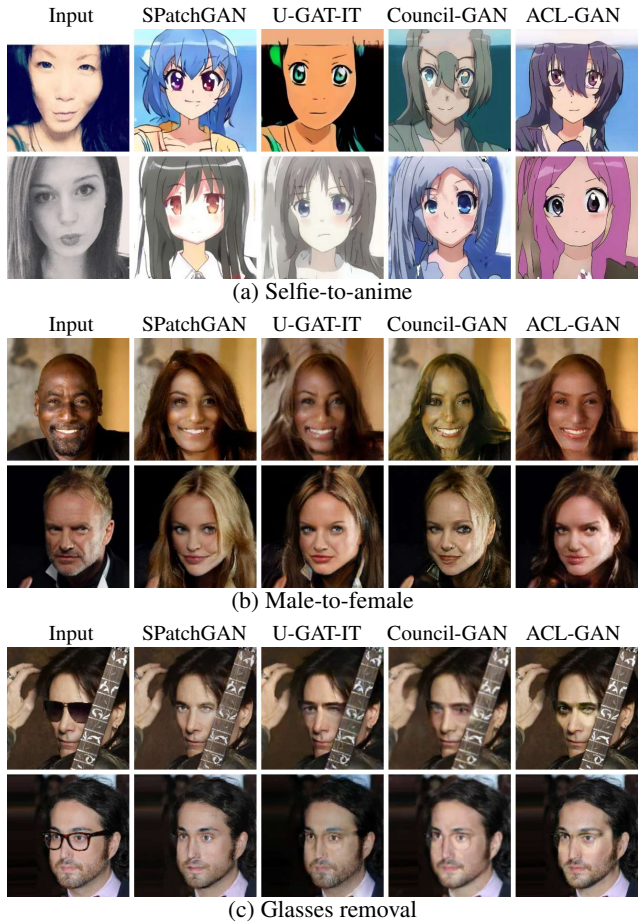 Input SPatchGAN U-GAT-IT Council-GAN ACL-GAN
(a) Selfie-to-anime
Input SPatchGAN U-GAT-IT Council-GAN ACL-GAN
(b) Male-to-female
Input SPatchGAN U-GAT-IT Council-GAN ACL-GAN
(c) Glasses removal